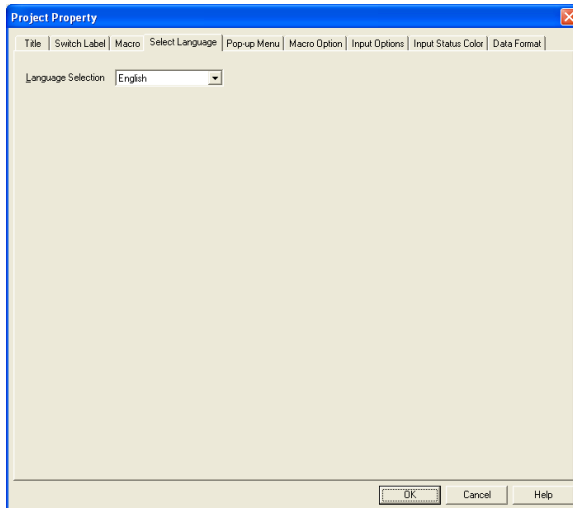 Project Property
Title Switch Label Macro Select Language Pop-up Menu Macro Option Input Options Input Status Color Data Format
Language Selection English
OK Cancel Help